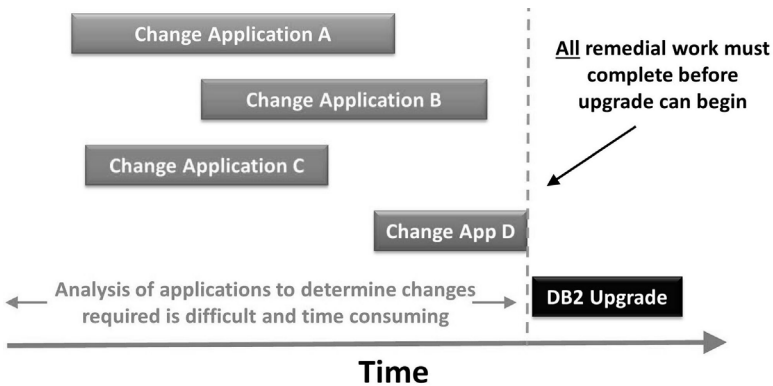 Change Application A
All remedial work must
complete before
upgrade can begin
Change Application B
Change Application C
Change App D
Analysis of applications to determine changes
required is difficult and time consuming
DB2 Upgrade
Time